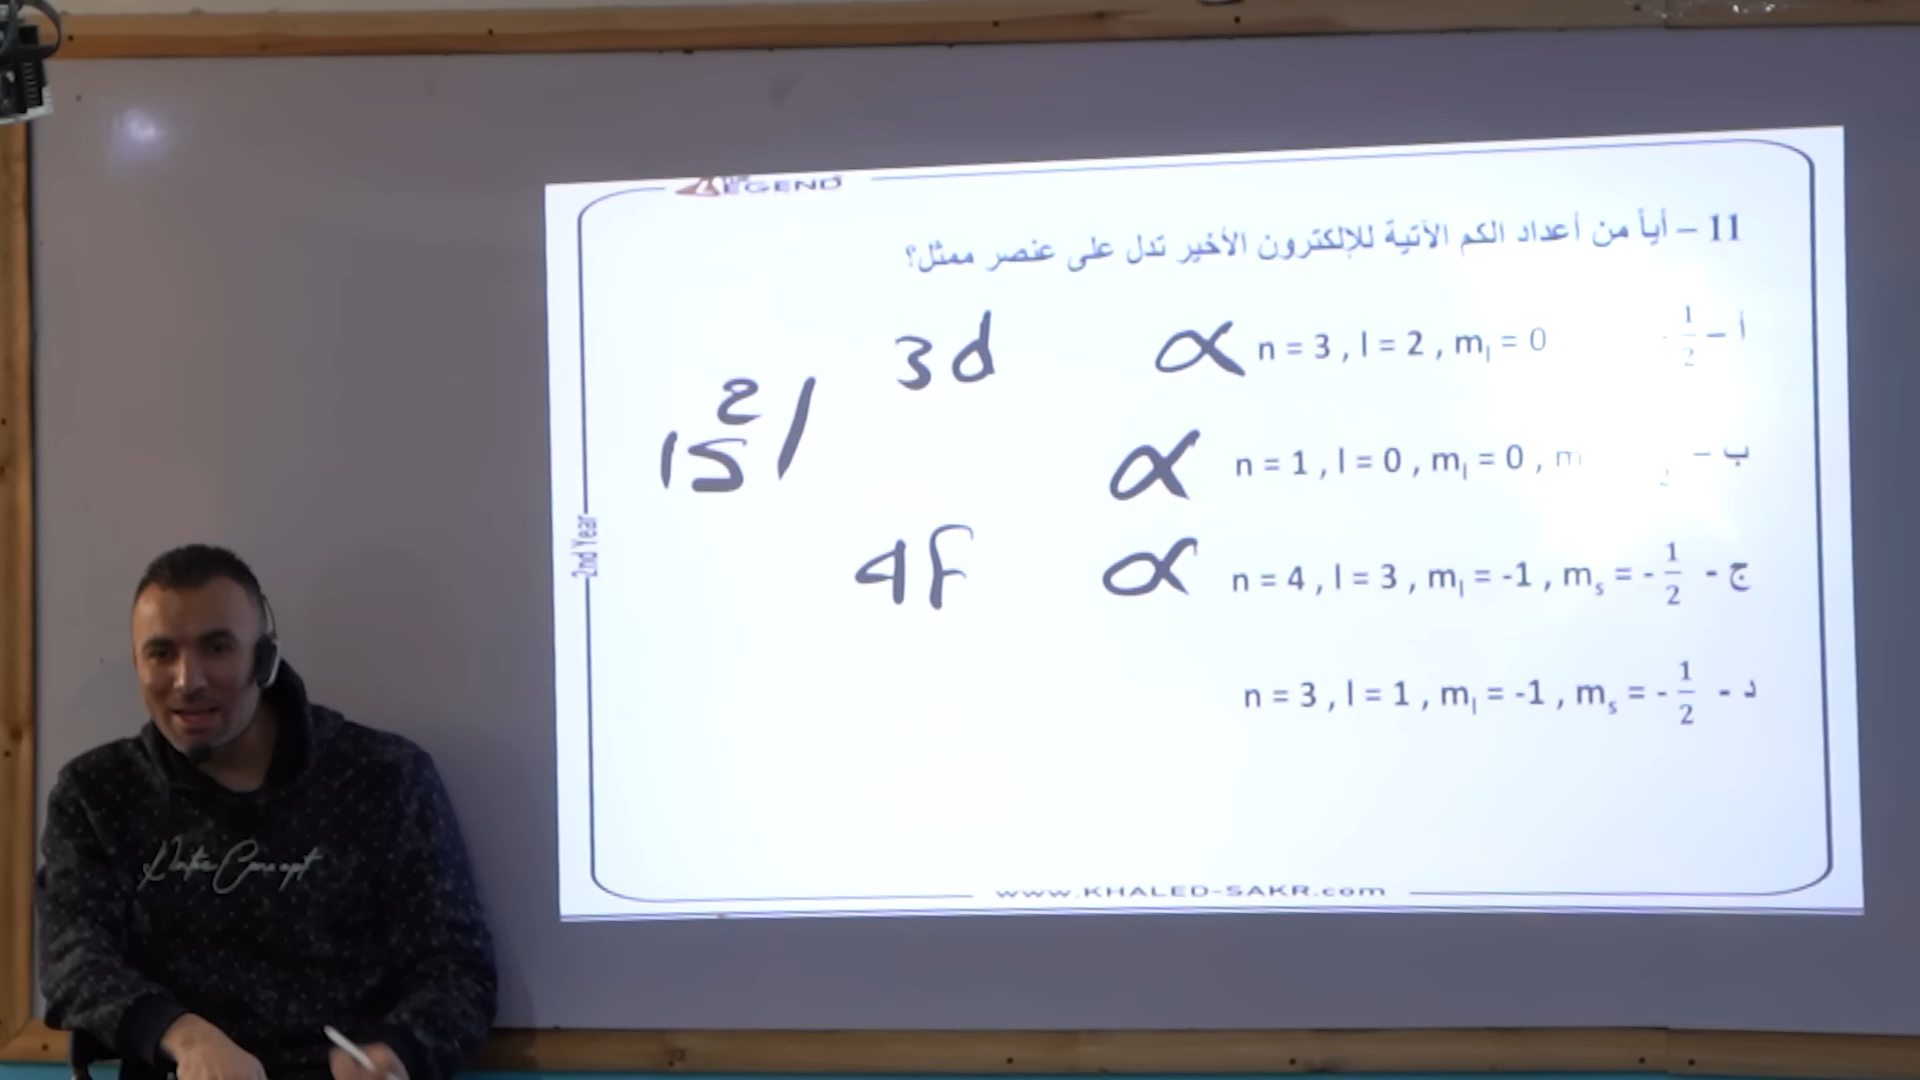 LEGEND
11 – أياً من أعداد الكم الآتية للإلكترون الأخير تدل على عنصر ممثل؟
أ – 1/2 n = 3 , l = 2 , mₗ = 0
3d
ب – n = 1 , l = 0 , mₗ = 0 , m
1s²/
ج - n = 4 , l = 3 , mₗ = -1 , mₛ = - 1/2
4f
د - n = 3 , l = 1 , mₗ = -1 , mₛ = - 1/2
2nd Year
www.KHALED-SAKR.com